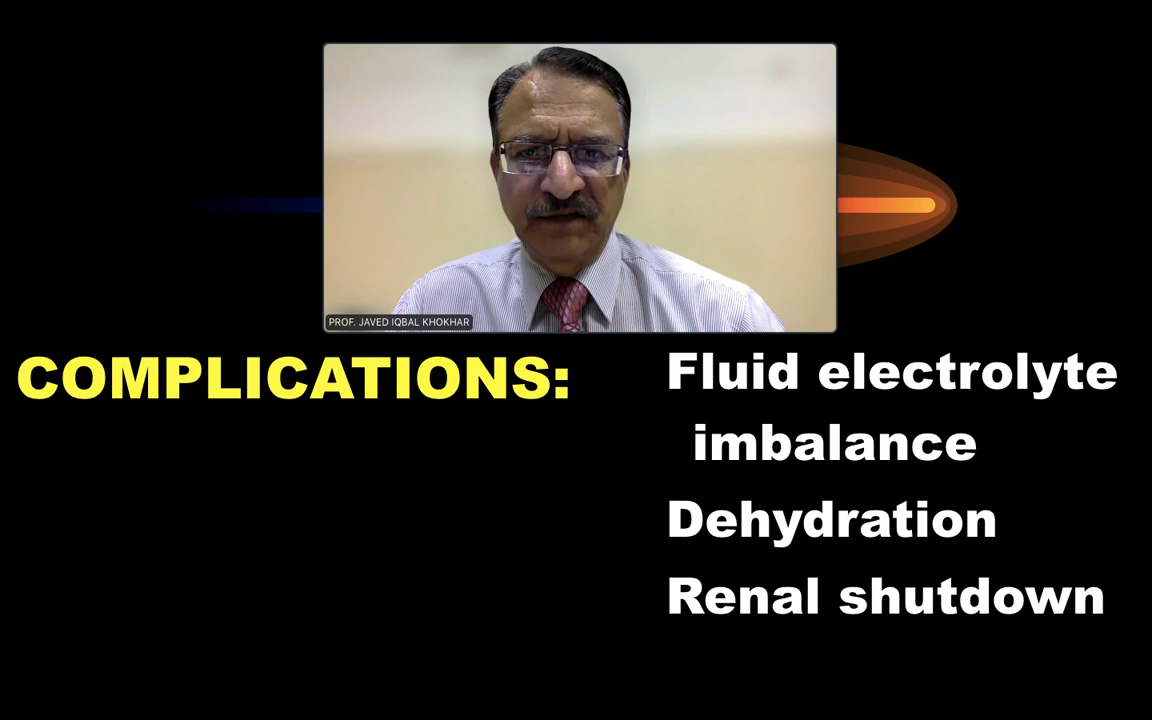 PROF. JAVED IQBAL KHOKHAR
COMPLICATIONS:
Fluid electrolyte
imbalance
Dehydration
Renal shutdown